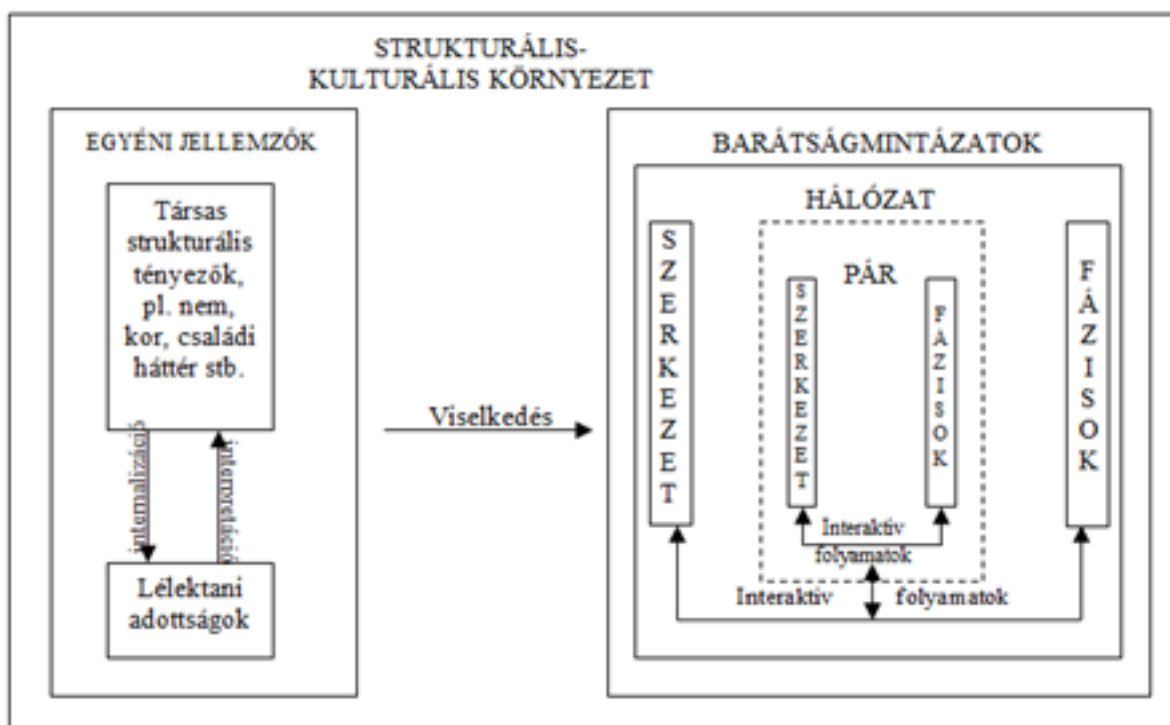 STRUKTURÁLIS-
KULTURÁLIS KÖRNYEZET
EGYÉNI JELLEMZŐK
Társas
strukturális
tényezők,
pl. nem,
kor, családi
háttér stb.
internalizáció
interpretáció
Lélektani
adottságok
Viselkedés
BARÁTSÁGMINTÁZATOK
HÁLÓZAT
SZERKEZET
PÁR
SZERKEZET
FÁZISOK
Interaktív
folyamatok
FÁZISOK
Interaktív folyamatok